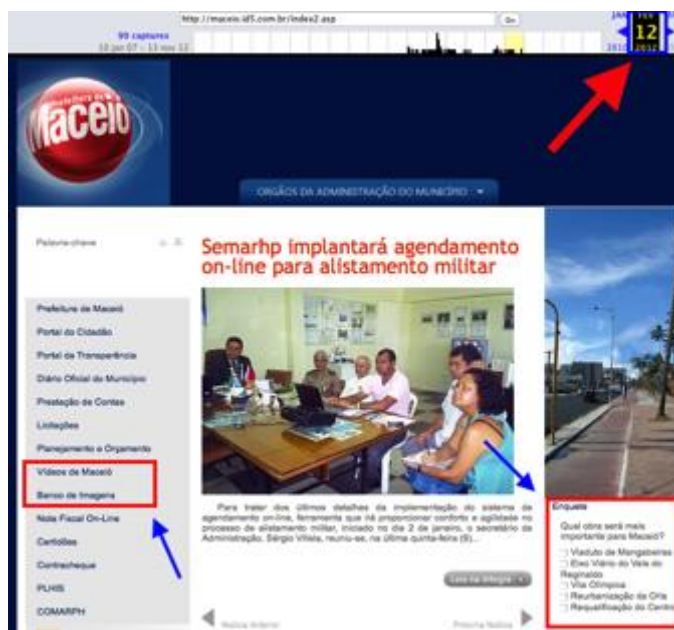 http://maceio.id5.com.br/index2.asp
Go
JAN FEV
90 captures
12
10 jan 07 - 13 nov 12
2010 2012
Prefeitura de
Maceió
ORGÃOS DA ADMINISTRAÇÃO DO MUNICÍPIO
Palavra-chave
Semarhp implantará agendamento
on-line para alistamento militar
Prefeitura de Maceió
Portal do Cidadão
Portal da Transparência
Diário Oficial do Município
Prestação de Contas
Licitações
Planejamento e Orçamento
Vídeos de Maceió
Banco de Imagens
Nota Fiscal On-Line
Certidões
Contracheque
PLHIS
COMARPH
Para tratar dos últimos detalhes da implementação do sistema de
agendamento on-line, ferramenta que irá proporcionar conforto e agilidade no
processo de alistamento militar, iniciado no dia 2 de janeiro, o secretário de
Administração, Sérgio Villela, reuniu-se, na última quinta-feira (9)...
Leia na íntegra
Notícia Anterior
Próxima Notícia
Enquete
Qual obra será mais
importante para Maceió?
Viaduto de Mangabeiras
Eixo Viário do Vale do
Reginaldo
Vila Olímpica
Reurbanização da Orla
Requalificação do Centro